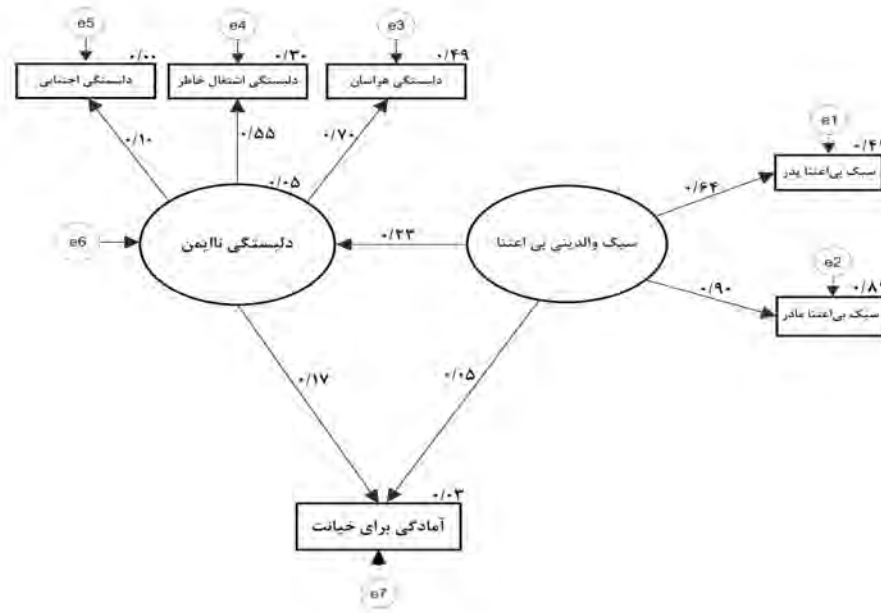 e5
e4
e3
۰/۰۰
۰/۳۰
۰/۴۹
دلبستگی اجتنابی
دلبستگی اشتغال خاطر
دلبستگی هراسان
۰/۱۰
۰/۵۵
۰/۷۰
e1
سبک بی‌اعتنا پدر
۰/۶۴
۰/۰۵
e6
دلبستگی ناایمن
۰/۲۳
سبک والدینی بی اعتنا
e2
۰/۹۰
سبک بی‌اعتنا مادر
۰/۱۷
۰/۰۵
۰/۰۳
آمادگی برای خیانت
e7